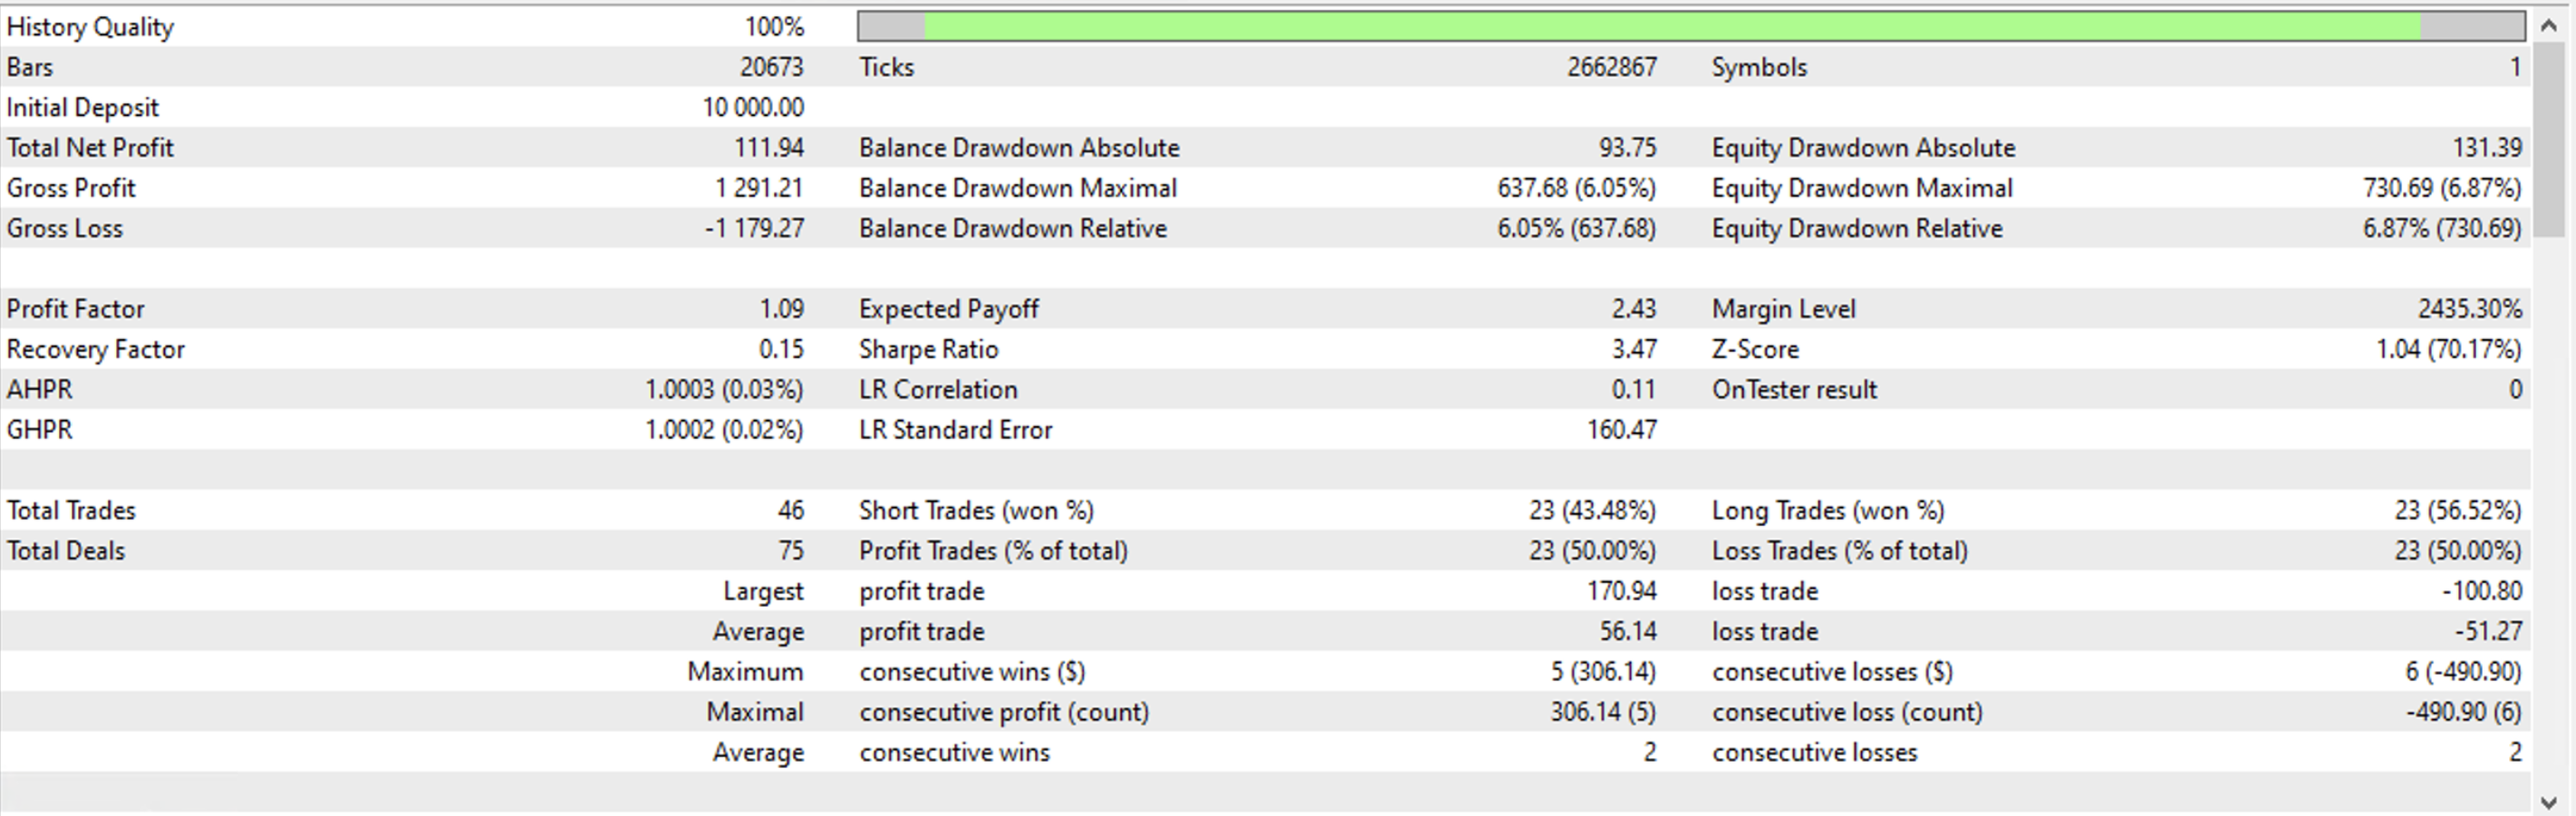 History Quality 100%
Bars 20673 Ticks 2662867 Symbols 1
Initial Deposit 10 000.00
Total Net Profit 111.94 Balance Drawdown Absolute 93.75 Equity Drawdown Absolute 131.39
Gross Profit 1 291.21 Balance Drawdown Maximal 637.68 (6.05%) Equity Drawdown Maximal 730.69 (6.87%)
Gross Loss -1 179.27 Balance Drawdown Relative 6.05% (637.68) Equity Drawdown Relative 6.87% (730.69)
Profit Factor 1.09 Expected Payoff 2.43 Margin Level 2435.30%
Recovery Factor 0.15 Sharpe Ratio 3.47 Z-Score 1.04 (70.17%)
AHPR 1.0003 (0.03%) LR Correlation 0.11 OnTester result 0
GHPR 1.0002 (0.02%) LR Standard Error 160.47
Total Trades 46 Short Trades (won %) 23 (43.48%) Long Trades (won %) 23 (56.52%)
Total Deals 75 Profit Trades (% of total) 23 (50.00%) Loss Trades (% of total) 23 (50.00%)
Largest profit trade 170.94 loss trade -100.80
Average profit trade 56.14 loss trade -51.27
Maximum consecutive wins ($) 5 (306.14) consecutive losses ($) 6 (-490.90)
Maximal consecutive profit (count) 306.14 (5) consecutive loss (count) -490.90 (6)
Average consecutive wins 2 consecutive losses 2